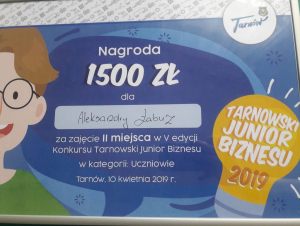 Tarnów
Nagroda
1500 ZŁ
dla
Aleksandry Zabuż
za zajęcie II miejsca w V edycji
Konkursu Tarnowski Junior Biznesu
w kategorii: Uczniowie
Tarnów, 10 kwietnia 2019 r.
TARNOWSKI
JUNIOR
BIZNESU
2019